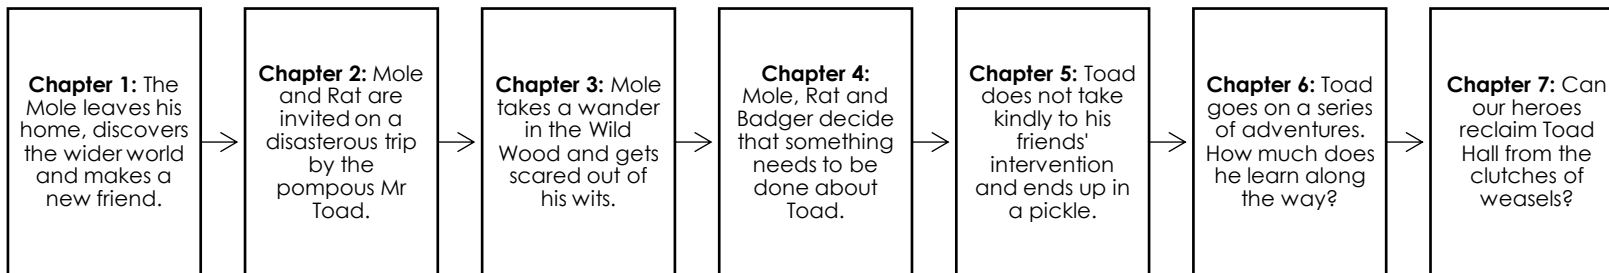 Chapter 1: The
Mole leaves his
home, discovers
the wider world
and makes a
new friend.
Chapter 2: Mole
and Rat are
invited on a
disasterous trip
by the
pompous Mr
Toad.
Chapter 3: Mole
takes a wander
in the Wild
Wood and gets
scared out of
his wits.
Chapter 4:
Mole, Rat and
Badger decide
that something
needs to be
done about
Toad.
Chapter 5: Toad
does not take
kindly to his
friends'
intervention
and ends up in
a pickle.
Chapter 6: Toad
goes on a series
of adventures.
How much does
he learn along
the way?
Chapter 7: Can
our heroes
reclaim Toad
Hall from the
clutches of
weasels?